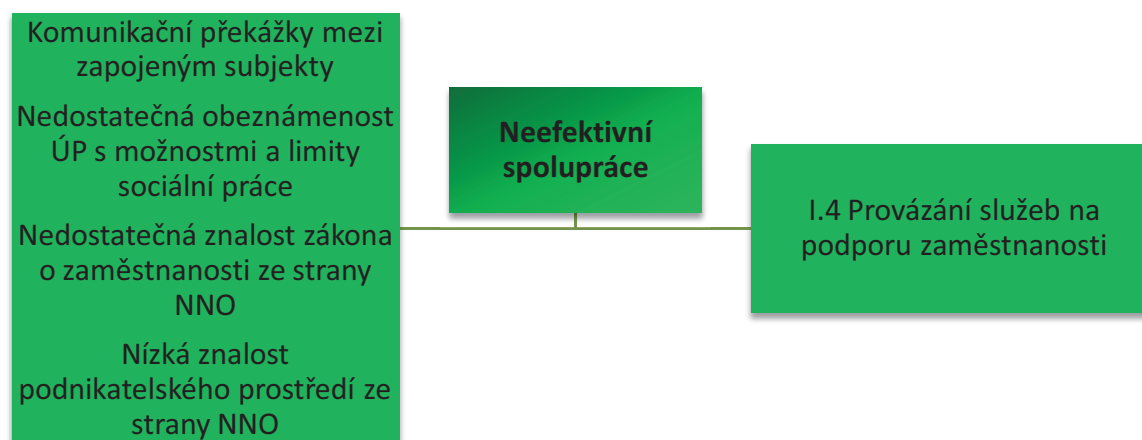 Komunikační překážky mezi
zapojeným subjekty
Nedostatečná obeznámenost
ÚP s možnostmi a limity
sociální práce
Nedostatečná znalost zákona
o zaměstnanosti ze strany
NNO
Nízká znalost
podnikatelského prostředí ze
strany NNO
Neefektivní
spolupráce
I.4 Provázání služeb na
podporu zaměstnanosti